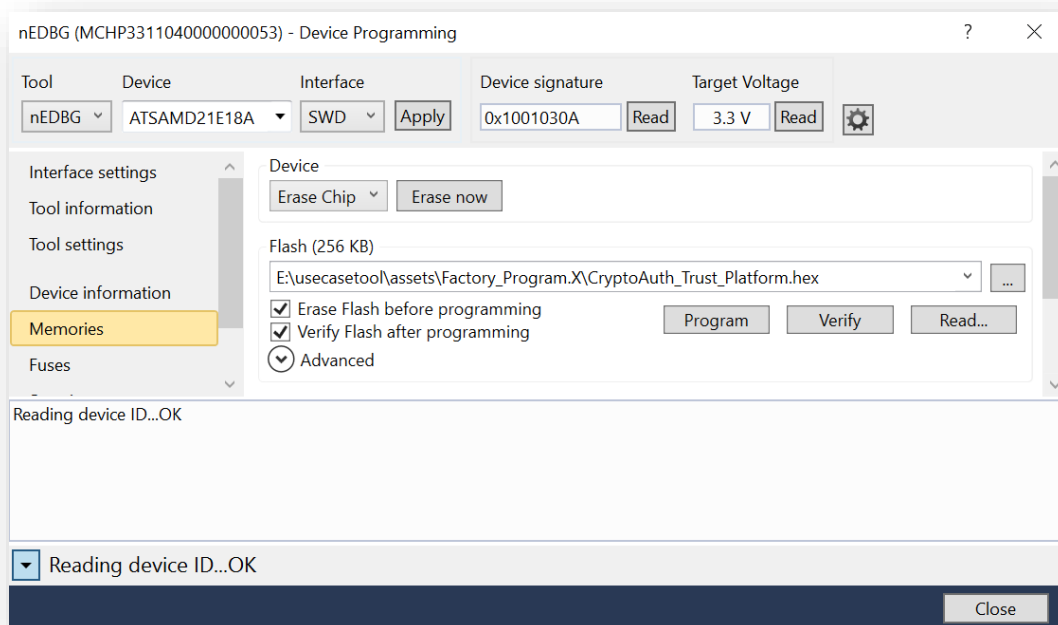 nEDBG (MCHP3311040000000053) - Device Programming
?
Tool
Device
Interface
Device signature
Target Voltage
nEDBG
ATSAMD21E18A
SWD
Apply
0x1001030A
Read
3.3 V
Read
Interface settings
Tool information
Tool settings
Device information
Memories
Fuses
Device
Erase Chip
Erase now
Flash (256 KB)
E:\usecasetool\assets\Factory_Program.X\CryptoAuth_Trust_Platform.hex
...
Erase Flash before programming
Verify Flash after programming
Program
Verify
Read...
Advanced
Reading device ID...OK
Reading device ID...OK
Close